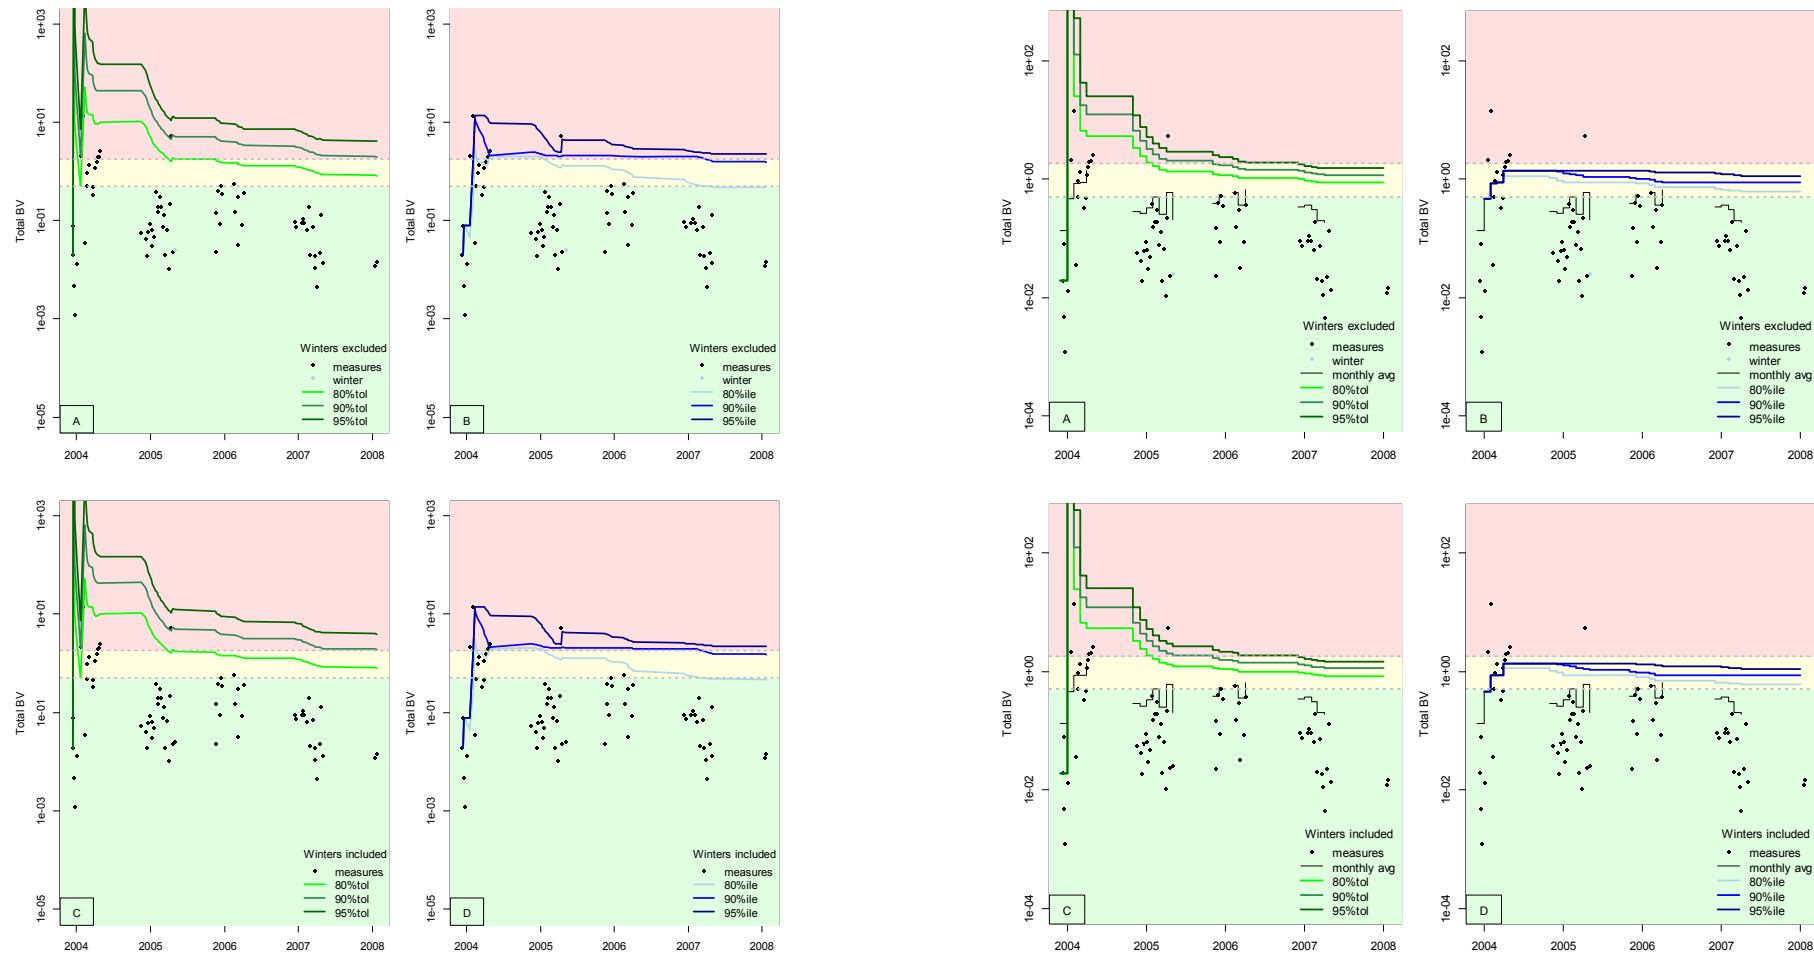 Total BV
1e+03
1e+01
1e-01
1e-03
1e-05
Winters excluded
measures
winter
80%tol
90%tol
95%tol
A
2004 2005 2006 2007 2008
Total BV
1e+03
1e+01
1e-01
1e-03
1e-05
Winters excluded
measures
winter
80%ile
90%ile
95%ile
B
2004 2005 2006 2007 2008
Total BV
1e+02
1e+00
1e-02
1e-04
Winters excluded
measures
winter
monthly avg
80%tol
90%tol
95%tol
A
2004 2005 2006 2007 2008
Total BV
1e+02
1e+00
1e-02
1e-04
Winters excluded
measures
winter
monthly avg
80%ile
90%ile
95%ile
B
2004 2005 2006 2007 2008
Total BV
1e+03
1e+01
1e-01
1e-03
1e-05
Winters included
measures
80%tol
90%tol
95%tol
C
2004 2005 2006 2007 2008
Total BV
1e+03
1e+01
1e-01
1e-03
1e-05
Winters included
measures
80%ile
90%ile
95%ile
D
2004 2005 2006 2007 2008
Total BV
1e+02
1e+00
1e-02
1e-04
Winters included
measures
monthly avg
80%tol
90%tol
95%tol
C
2004 2005 2006 2007 2008
Total BV
1e+02
1e+00
1e-02
1e-04
Winters included
measures
monthly avg
80%ile
90%ile
95%ile
D
2004 2005 2006 2007 2008